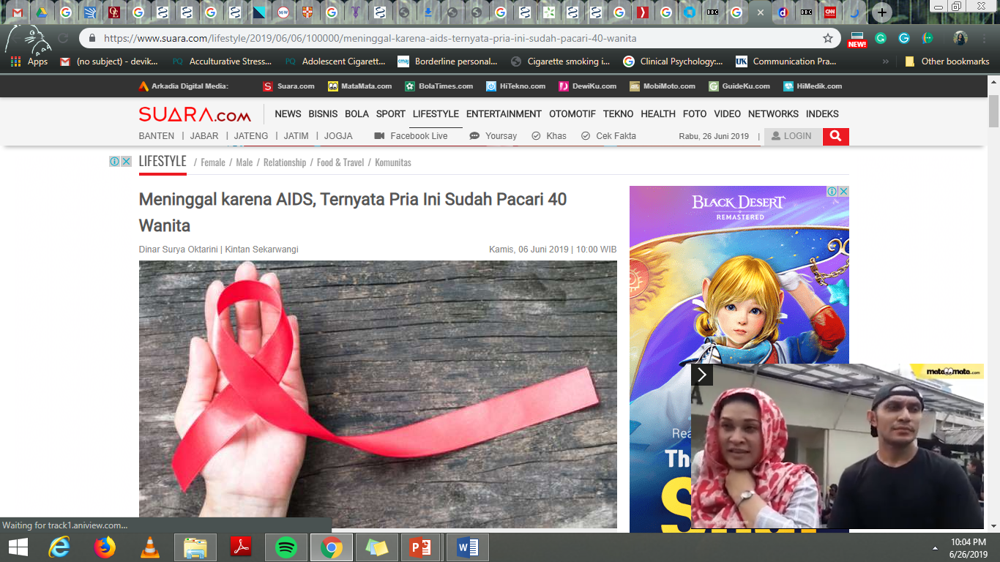 https://www.suara.com/lifestyle/2019/06/06/100000/meninggal-karena-aids-ternyata-pria-ini-sudah-pacari-40-wanita
NEW!
Apps
(no subject) - devik...
PQ Acculturative Stress...
PQ Adolescent Cigarett...
cmaj Borderline personal...
Cigarette smoking i...
Clinical Psychology:...
UK Communication Pra...
»
Other bookmarks
Arkadia Digital Media:
S Suara.com
MataMata.com
BolaTimes.com
HiTekno.com
DewiKu.com
MobiMoto.com
GuideKu.com
HiMedik.com
SUARA.COM
NEWS BISNIS BOLA SPORT LIFESTYLE ENTERTAINMENT OTOMOTIF TEKNO HEALTH FOTO VIDEO NETWORKS INDEKS
BANTEN | JABAR | JATENG | JATIM | JOGJA Facebook Live Yoursay Khas Cek Fakta Rabu, 26 Juni 2019 | LOGIN
LIFESTYLE / Female / Male / Relationship / Food & Travel / Komunitas
Meninggal karena AIDS, Ternyata Pria Ini Sudah Pacari 40
Wanita
Dinar Surya Oktarini | Kintan Sekarwangi
Kamis, 06 Juni 2019 | 10:00 WIB
BLACK DESERT
REMASTERED
matamata.com
Waiting for track1.aniview.com...
10:04 PM
6/26/2019